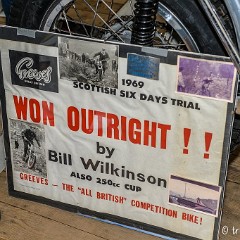 Greeves
1969
SCOTTISH SIX DAYS TRIAL
WON OUTRIGHT ! !
by
Bill Wilkinson
ALSO 250cc CUP
GREEVES — THE "ALL BRITISH" COMPETITION BIKE!